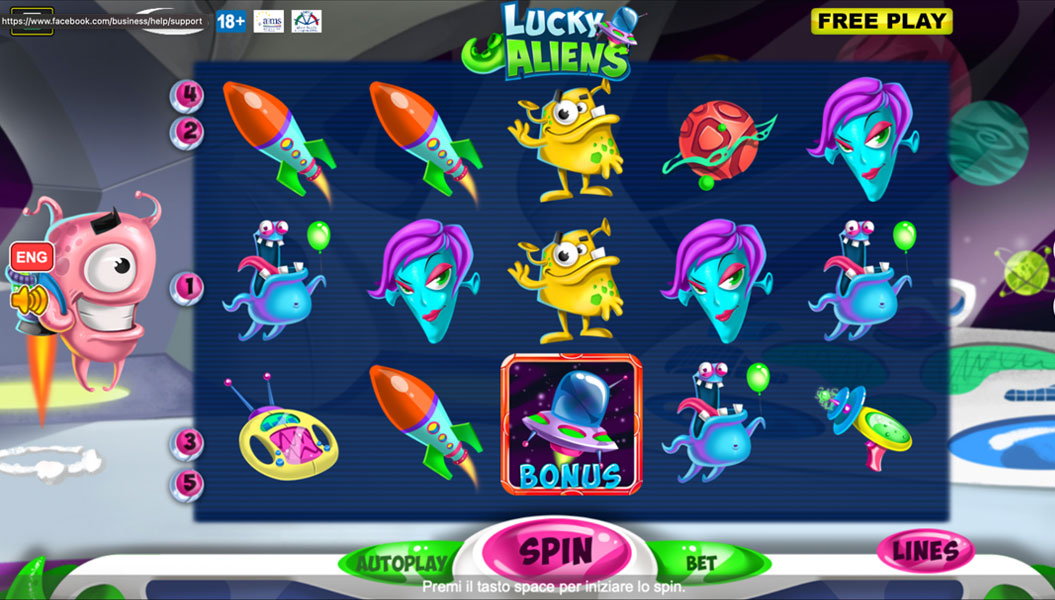 https://www.facebook.com/business/help/support
18+
aams
LUCKY
ALIENS
FREE PLAY
4
2
ENG
1
3
BONUS
5
AUTOPLAY
SPIN
BET
LINES
Premi il tasto space per iniziare lo spin.